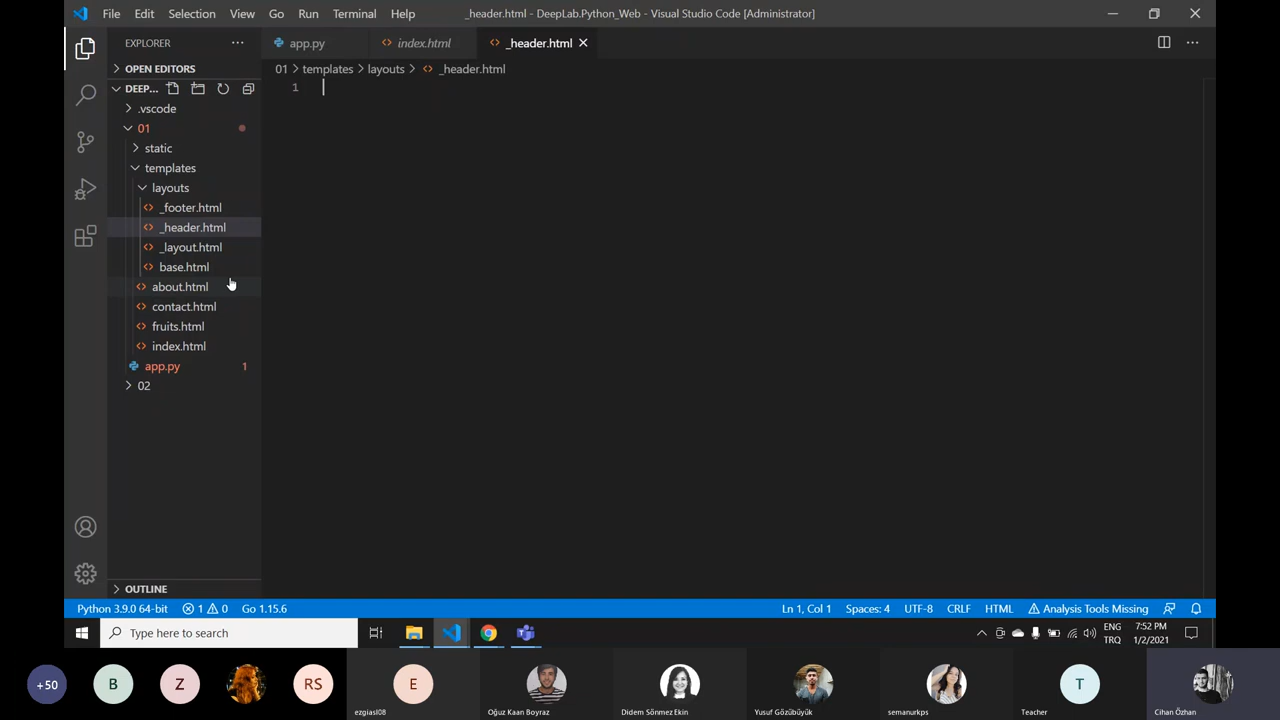 File Edit Selection View Go Run Terminal Help
_header.html - DeepLab.Python_Web - Visual Studio Code [Administrator]
EXPLORER
app.py
index.html
_header.html
OPEN EDITORS
01 templates layouts _header.html
DEEP...
1
.vscode
01
static
templates
layouts
_footer.html
_header.html
_layout.html
base.html
about.html
contact.html
fruits.html
index.html
app.py 1
02
OUTLINE
Python 3.9.0 64-bit 1 0 Go 1.15.6
Ln 1, Col 1 Spaces: 4 UTF-8 CRLF HTML Analysis Tools Missing
Type here to search
ENG 7:52 PM
TRQ 1/2/2021
+50 B Z RS E T
ezgiasl08 Oğuz Kaan Boyraz Didem Sönmez Ekin Yusuf Gözübüyük semanurkps Teacher Cihan Özhan